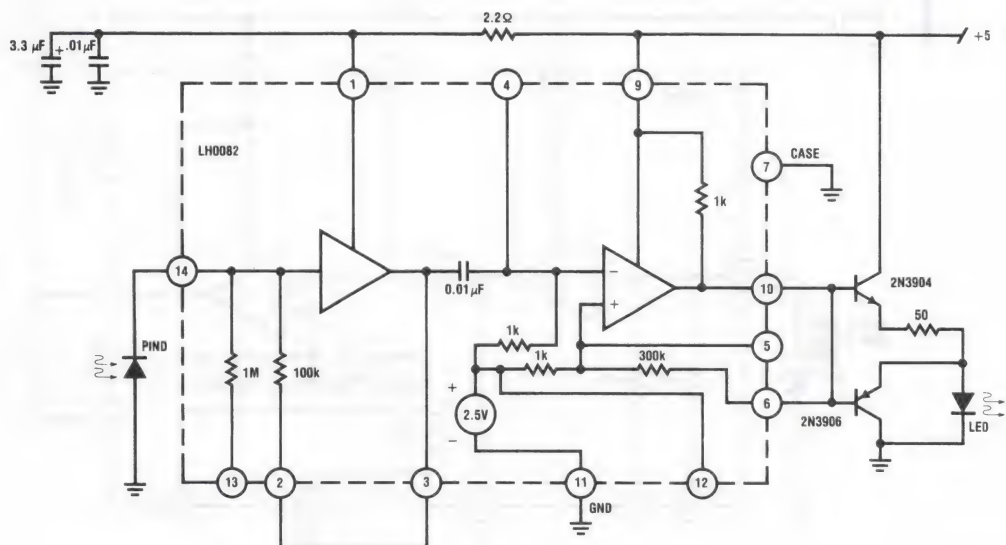 2.2Ω
+5
3.3 µF
+
.01µF
1
4
9
LH0082
7
CASE
1k
14
0.01µF
−
+
10
2N3904
50
PIND
1M
100k
1k
1k
300k
5
+
2.5V
−
6
2N3906
LED
13
2
3
11
GND
12